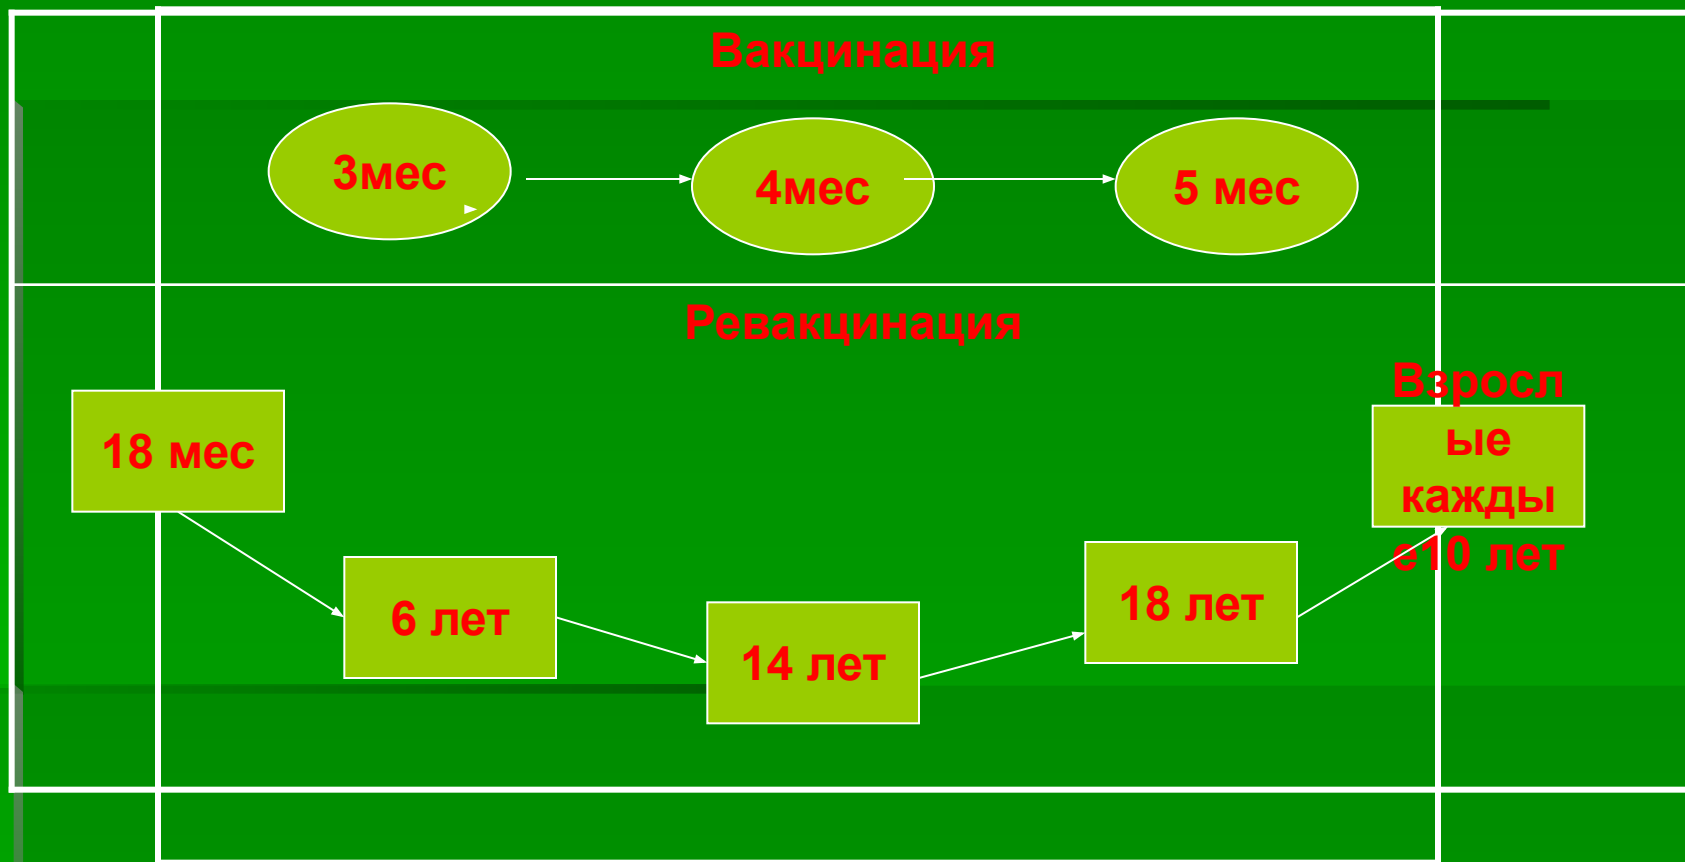 Вакцинация
3мес
4мес
5 мес
Ревакцинация
18 мес
6 лет
14 лет
18 лет
Взросл
ые
кажды
е10 лет